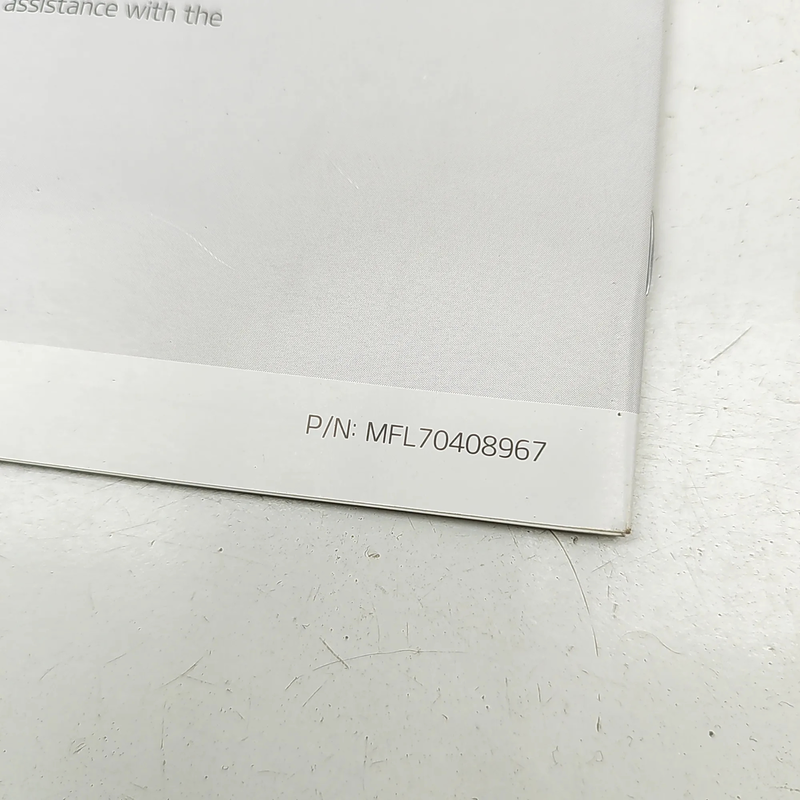 assistance with the
P/N: MFL70408967